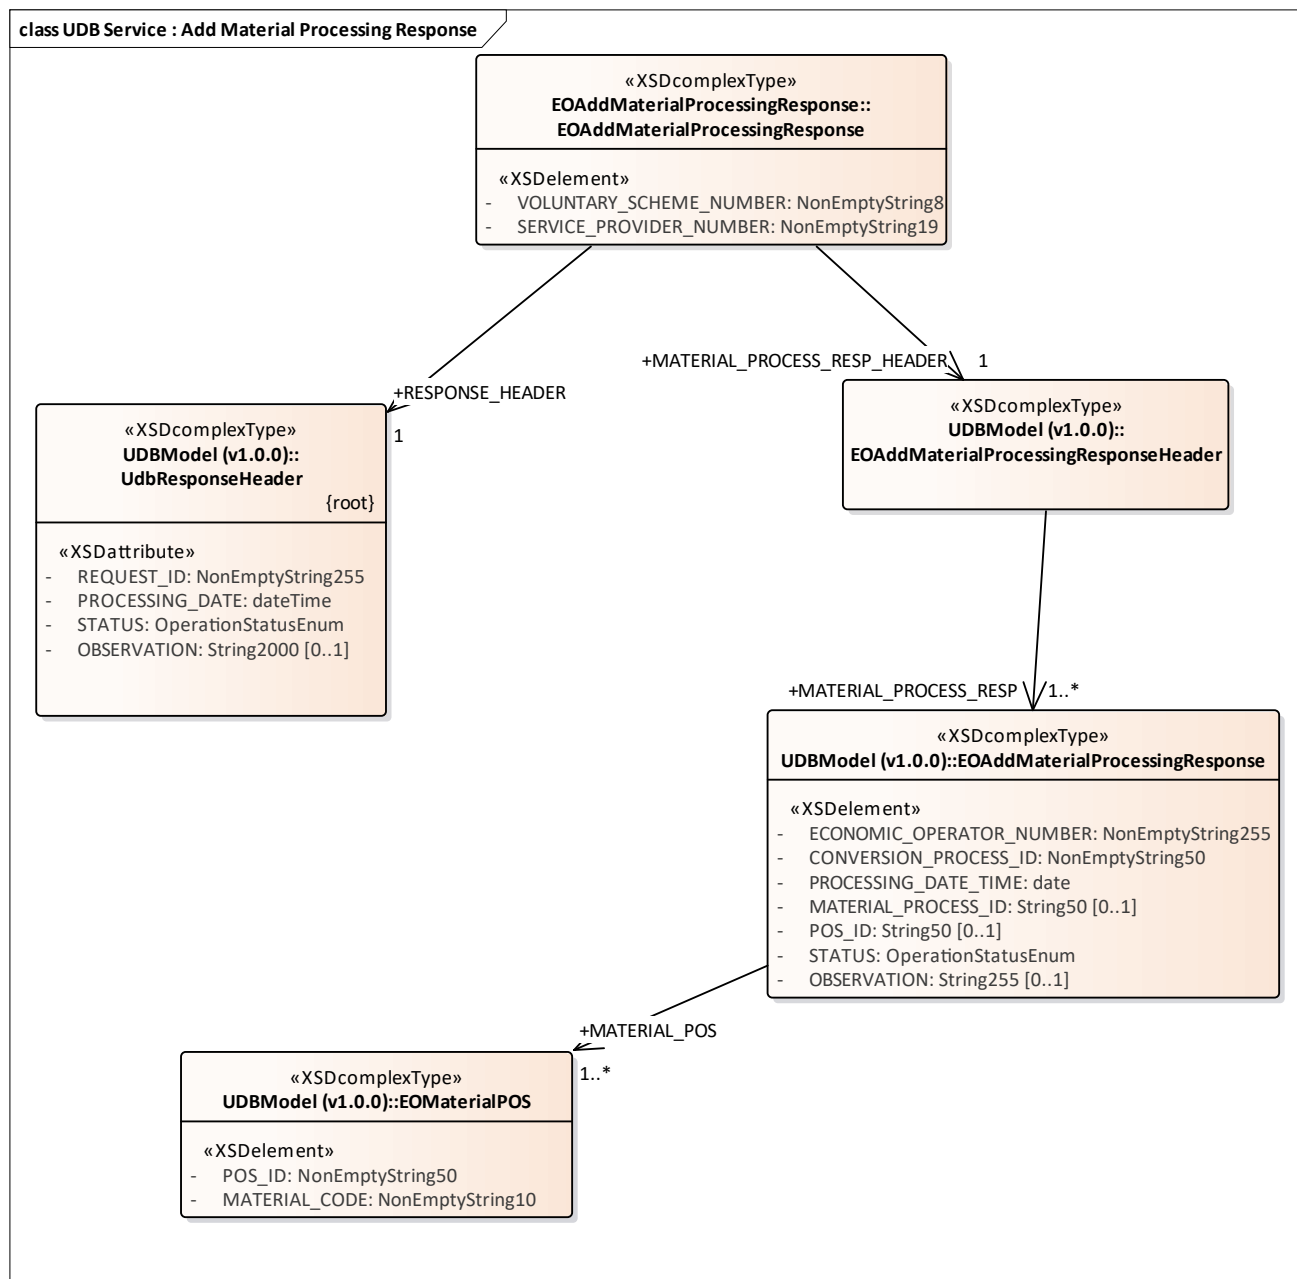 class UDB Service : Add Material Processing Response
«XSDcomplexType»
EOAddMaterialProcessingResponse::
EOAddMaterialProcessingResponse
«XSDelement»
- VOLUNTARY_SCHEME_NUMBER: NonEmptyString8
- SERVICE_PROVIDER_NUMBER: NonEmptyString19
+MATERIAL_PROCESS_RESP_HEADER 1
+RESPONSE_HEADER
1
«XSDcomplexType»
UDBModel (v1.0.0)::
EOAddMaterialProcessingResponseHeader
«XSDcomplexType»
UDBModel (v1.0.0)::
UdbResponseHeader
{root}
«XSDattribute»
- REQUEST_ID: NonEmptyString255
- PROCESSING_DATE: dateTime
- STATUS: OperationStatusEnum
- OBSERVATION: String2000 [0..1]
+MATERIAL_PROCESS_RESP 1..*
«XSDcomplexType»
UDBModel (v1.0.0)::EOAddMaterialProcessingResponse
«XSDelement»
- ECONOMIC_OPERATOR_NUMBER: NonEmptyString255
- CONVERSION_PROCESS_ID: NonEmptyString50
- PROCESSING_DATE_TIME: date
- MATERIAL_PROCESS_ID: String50 [0..1]
- POS_ID: String50 [0..1]
- STATUS: OperationStatusEnum
- OBSERVATION: String255 [0..1]
+MATERIAL_POS
1..*
«XSDcomplexType»
UDBModel (v1.0.0)::EOMaterialPOS
«XSDelement»
- POS_ID: NonEmptyString50
- MATERIAL_CODE: NonEmptyString10